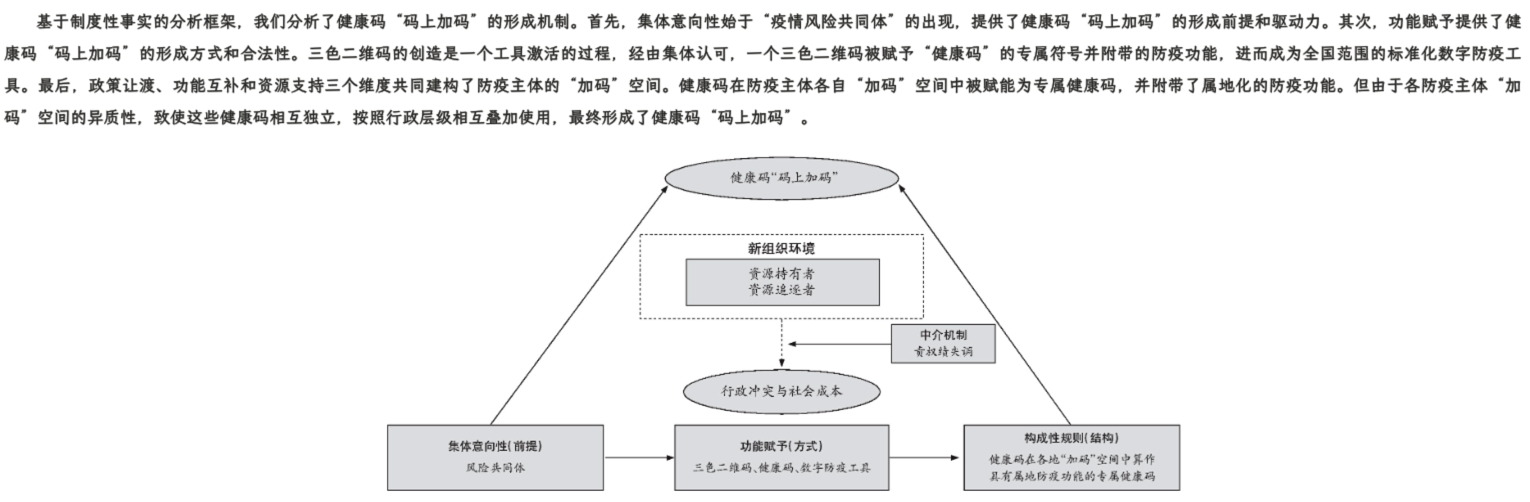 基于制度性事实的分析框架，我们分析了健康码“码上加码”的形成机制。首先，集体意向性始于“疫情风险共同体”的出现，提供了健康码“码上加码”的形成前提和驱动力。其次，功能赋予提供了健
康码“码上加码”的形成方式和合法性。三色二维码的创造是一个工具激活的过程，经由集体认可，一个三色二维码被赋予“健康码”的专属符号并附带的防疫功能，进而成为全国范围的标准化数字防疫工
具。最后，政策让渡、功能互补和资源支持三个维度共同建构了防疫主体的“加码”空间。健康码在防疫主体各自“加码”空间中被赋能为专属健康码，并附带了属地化的防疫功能。但由于各防疫主体“加
码”空间的异质性，致使这些健康码相互独立，按照行政层级相互叠加使用，最终形成了健康码“码上加码”。
健康码“码上加码”
新组织环境
资源持有者
资源追逐者
中介机制
责权绩失调
行政冲突与社会成本
集体意向性(前提)
风险共同体
功能赋予(方式)
三色二维码、健康码、数字防疫工具
构成性规则(结构)
健康码在各地“加码”空间中算作
具有属地防疫功能的专属健康码